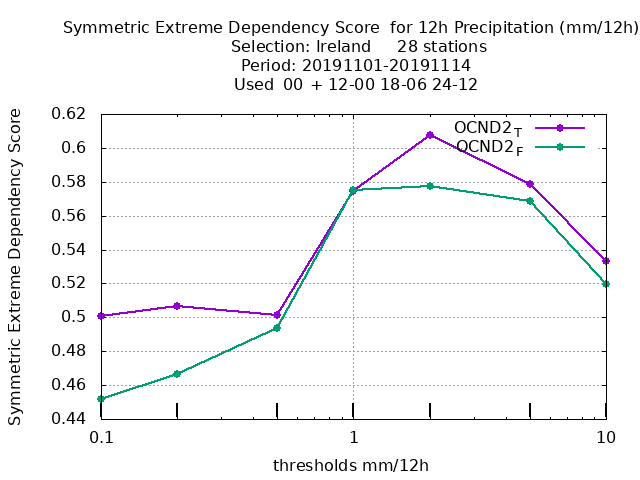 Symmetric Extreme Dependency Score for 12h Precipitation (mm/12h)
Selection: Ireland 28 stations
Period: 20191101-20191114
Used 00 + 12-00 18-06 24-12
Symmetric Extreme Dependency Score
0.62
0.6
0.58
0.56
0.54
0.52
0.5
0.48
0.46
0.44
OCND2T
OCND2F
0.1
1
10
thresholds mm/12h